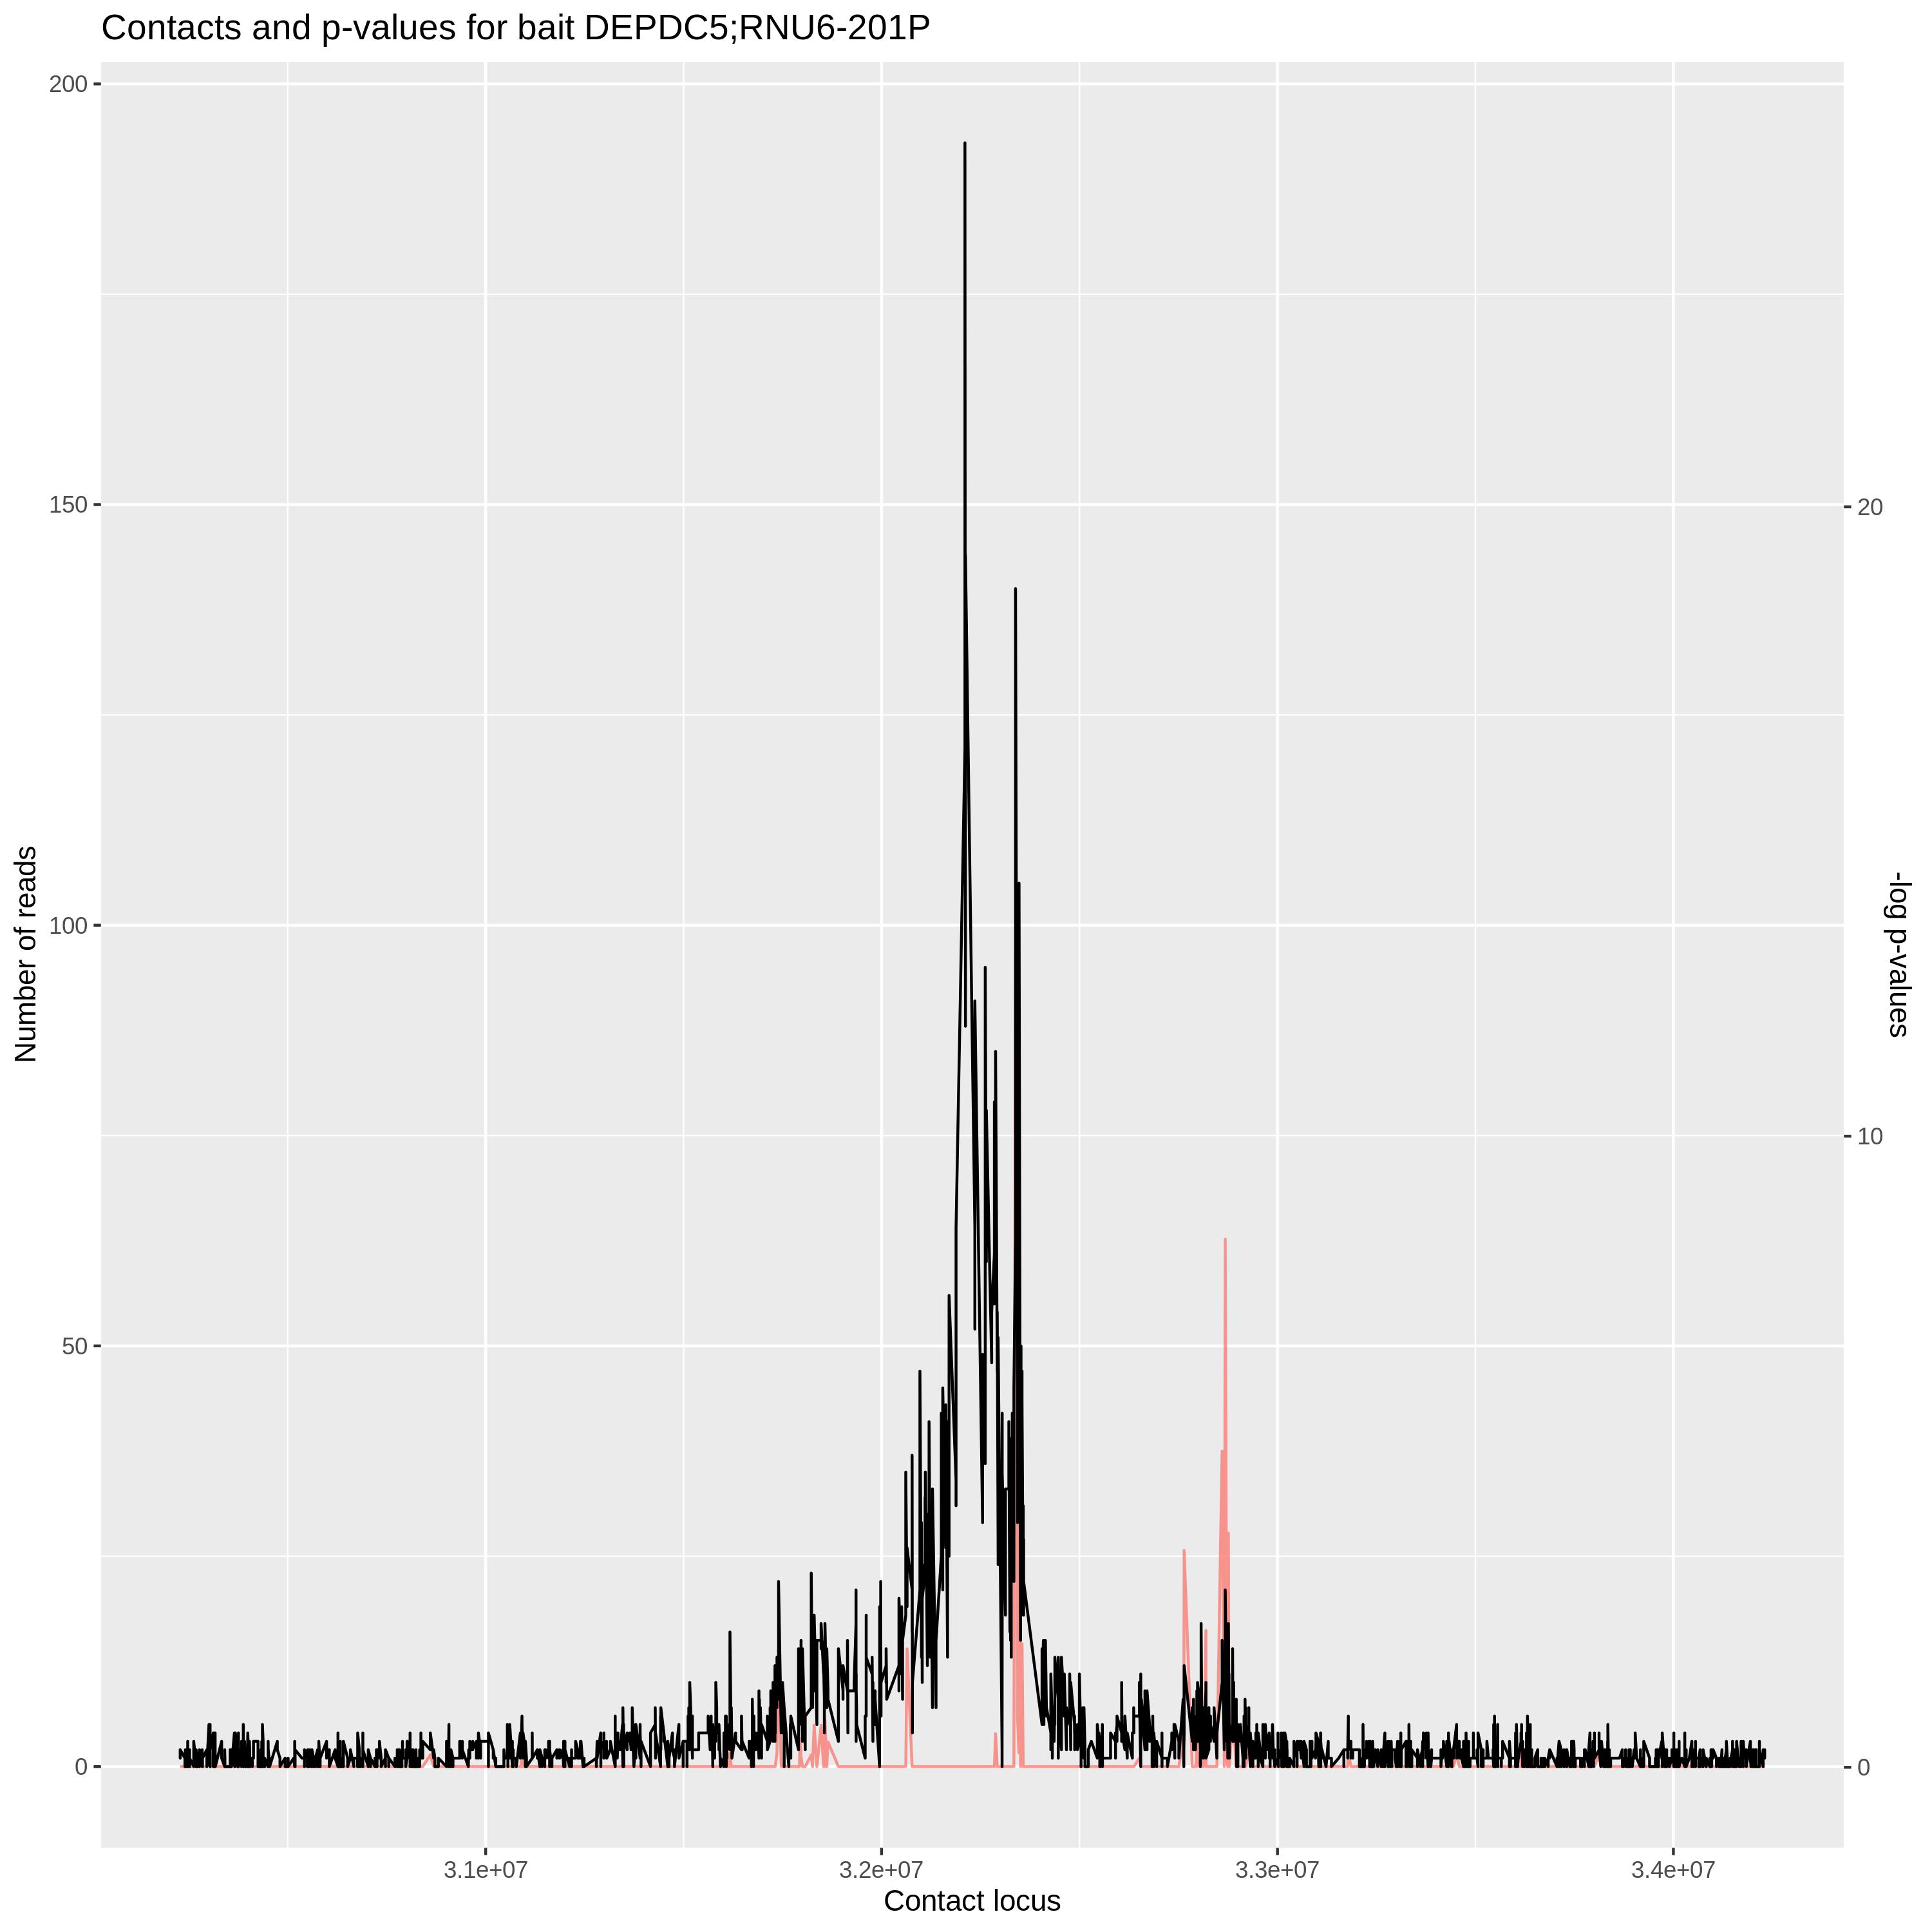 Contacts and p-values for bait DEPDC5;RNU6-201P
200
150
100
50
0
Number of reads
20
10
0
-log p-values
3.1e+07
3.2e+07
3.3e+07
3.4e+07
Contact locus